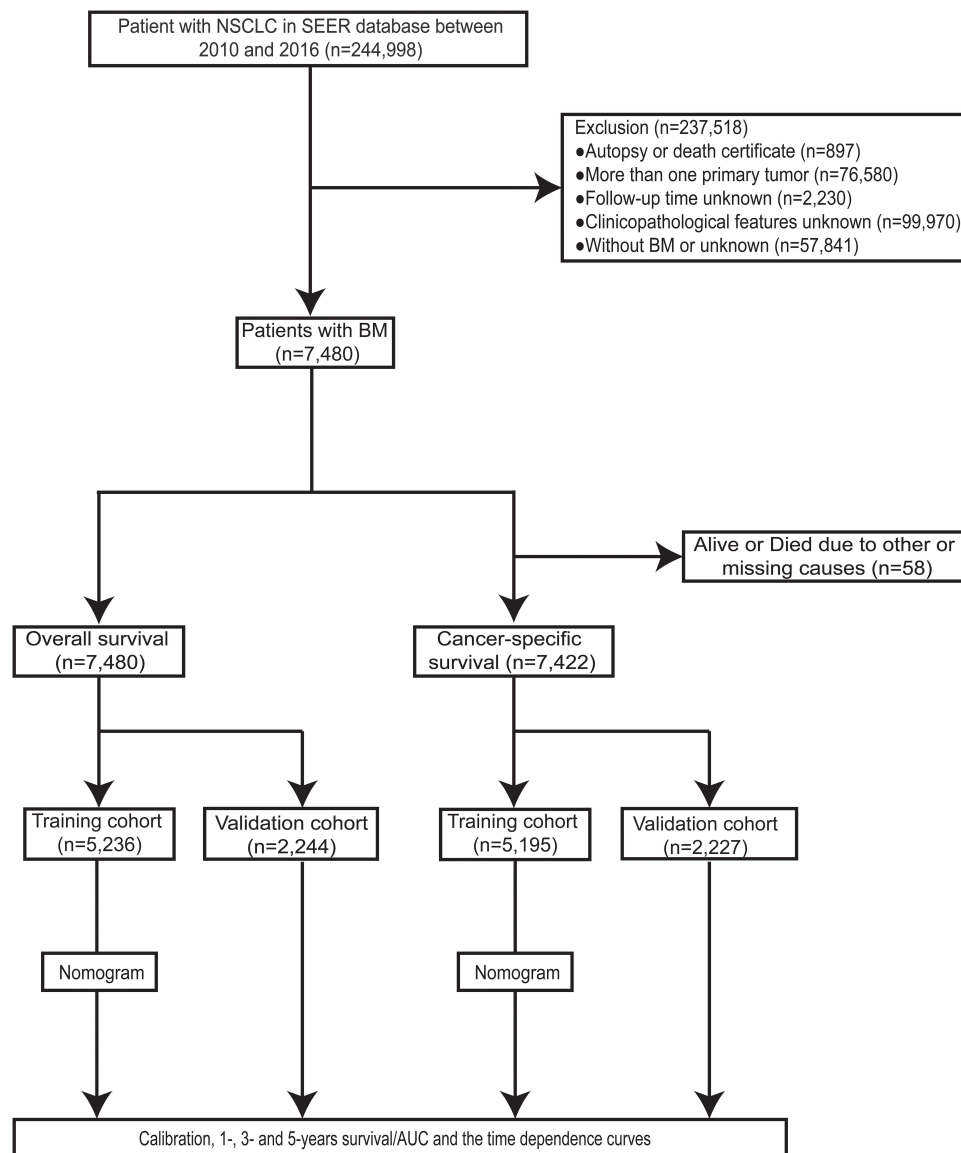 Patient with NSCLC in SEER database between
2010 and 2016 (n=244,998)
Exclusion (n=237,518)
●Autopsy or death certificate (n=897)
●More than one primary tumor (n=76,580)
●Follow-up time unknown (n=2,230)
●Clinicopathological features unknown (n=99,970)
●Without BM or unknown (n=57,841)
Patients with BM
(n=7,480)
Alive or Died due to other or
missing causes (n=58)
Overall survival
(n=7,480)
Cancer-specific
survival (n=7,422)
Training cohort
(n=5,236)
Validation cohort
(n=2,244)
Training cohort
(n=5,195)
Validation cohort
(n=2,227)
Nomogram
Nomogram
Calibration, 1-, 3- and 5-years survival/AUC and the time dependence curves